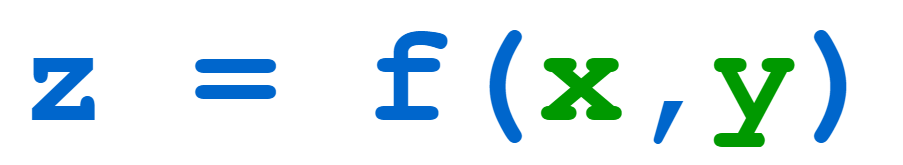 z = f(x,y)